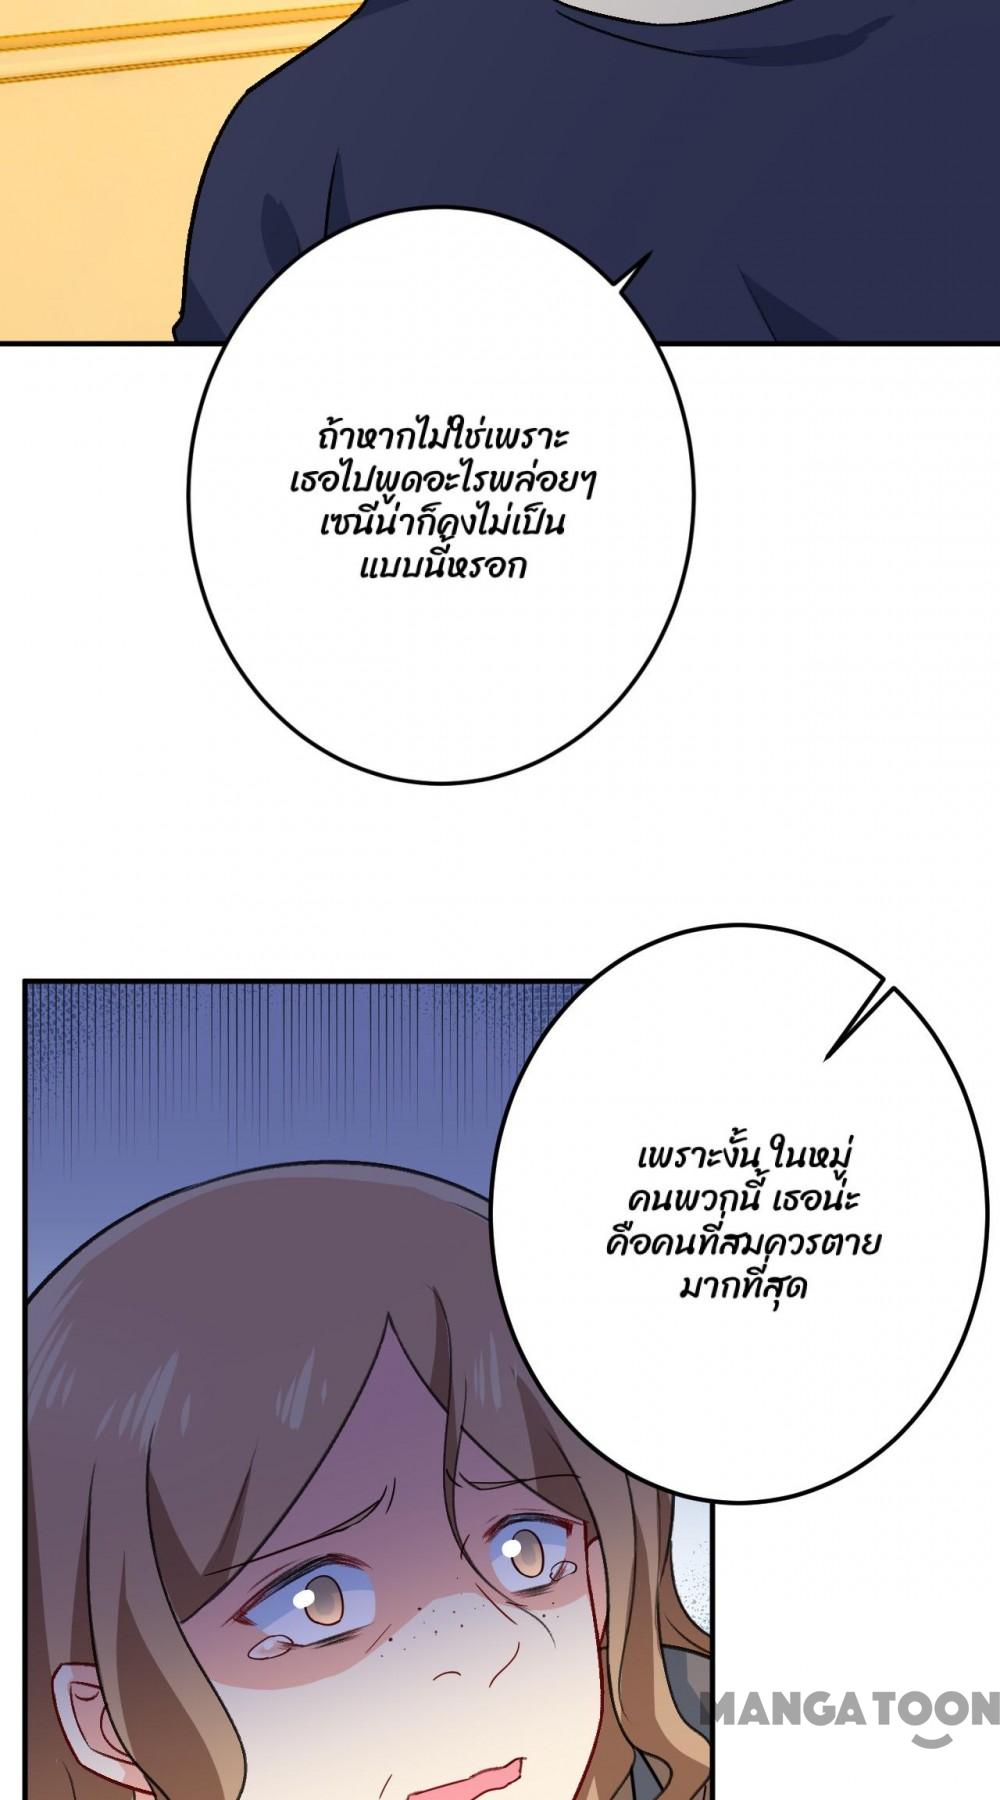 ถ้าหากไม่ใช่เพราะ
เธอไปพูดอะไรพล่อยๆ
เซนีน่าก็คงไม่เป็น
แบบนี้หรอก
เพราะงั้น ในหมู่
คนพวกนี้ เธอน่ะ
คือคนที่สมควรตาย
มากที่สุด
MANGATOON